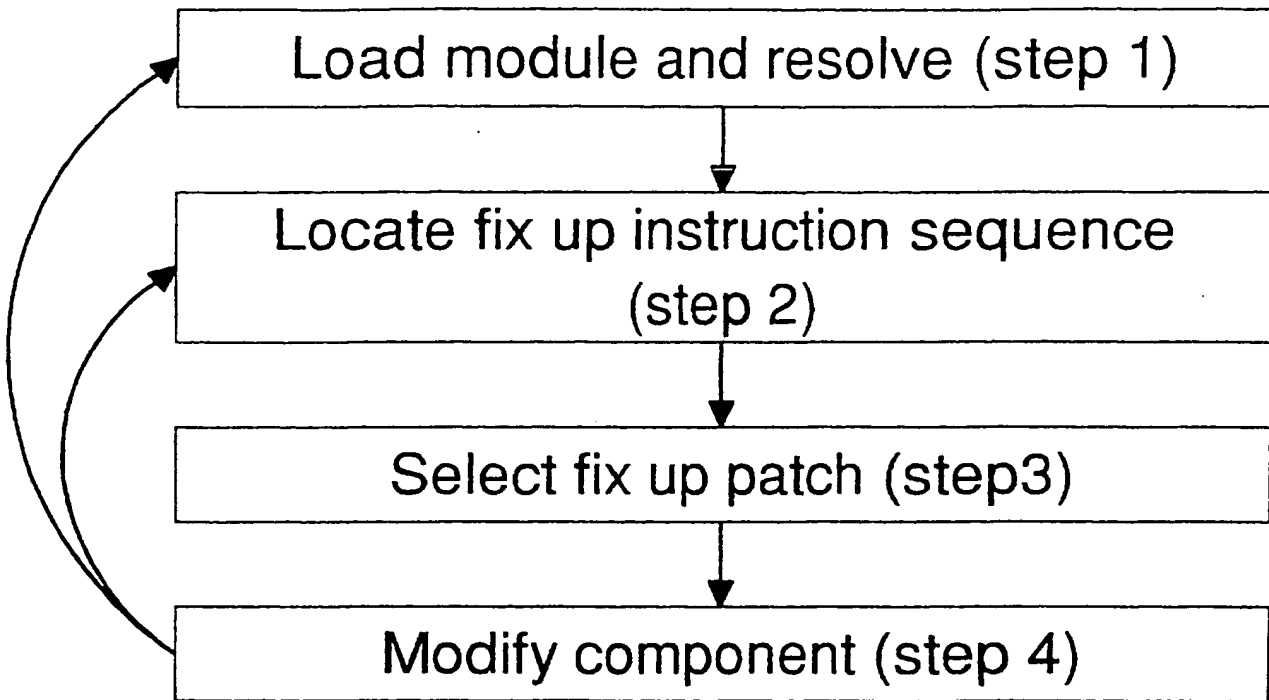 Load module and resolve (step 1)
Locate fix up instruction sequence
(step 2)
Select fix up patch (step3)
Modify component (step 4)